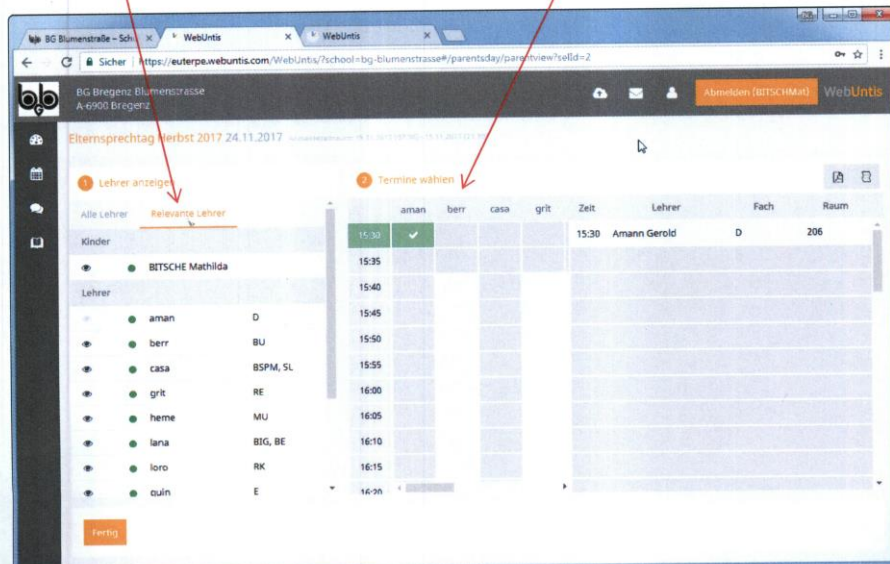 BG Blumenstraße – Sch
WebUntis
WebUntis
Sicher
https://euterpe.webuntis.com/WebUntis/?school=bg-blumenstrasse#/parentsday/parentview?selId=2
bbG
BG Bregenz Blumenstrasse
A-6900 Bregenz
Abmelden (BITSCHMat)
WebUntis
Elternsprechtag Herbst 2017 24.11.2017
1 Lehrer anzeigen
2 Termine wählen
Alle Lehrer Relevante Lehrer
Kinder
BITSCHE Mathilda
Lehrer
aman D
berr BU
casa BSPM, SL
grit RE
heme MU
lana BIG, BE
loro RK
quin E
Fertig
aman berr casa grit Zeit Lehrer Fach Raum
15:30 15:30 Amann Gerold D 206
15:35
15:40
15:45
15:50
15:55
16:00
16:05
16:10
16:15
16:20